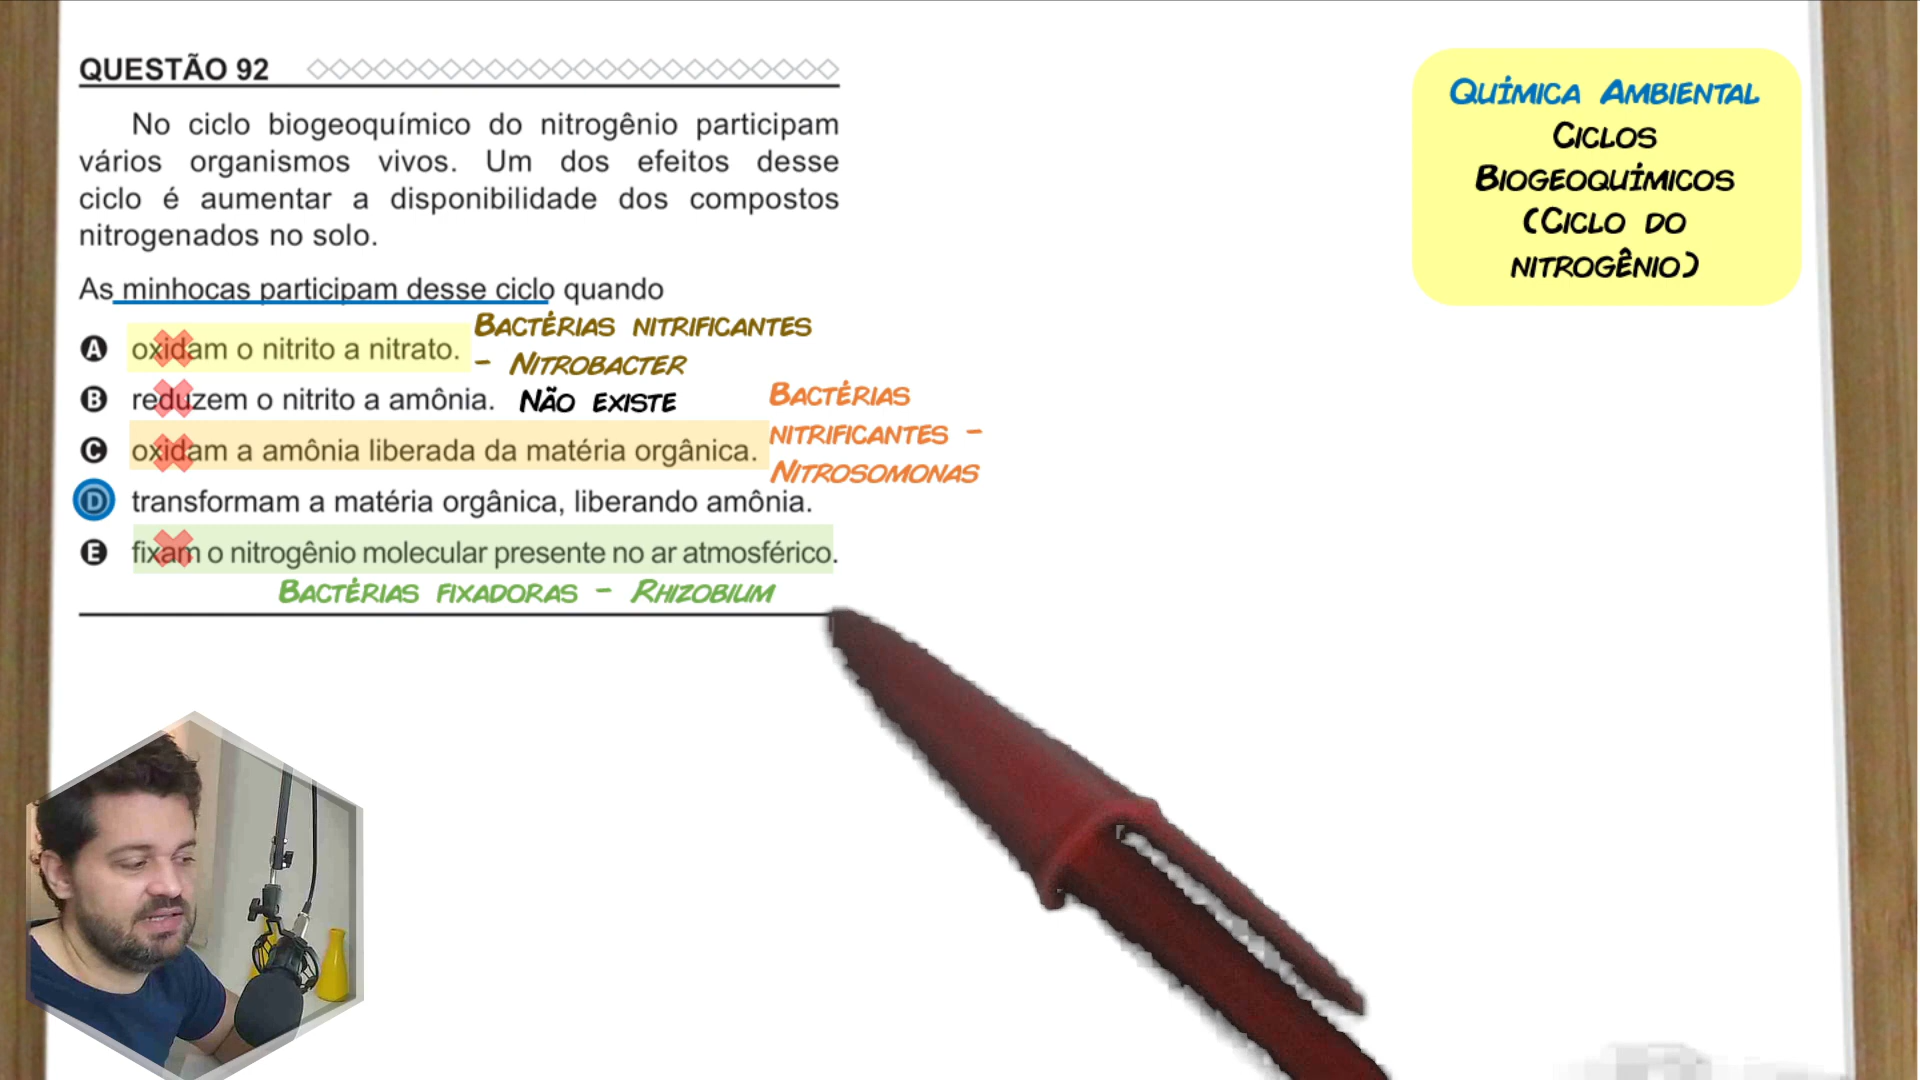 QUESTÃO 92
No ciclo biogeoquímico do nitrogênio participam
vários organismos vivos. Um dos efeitos desse
ciclo é aumentar a disponibilidade dos compostos
nitrogenados no solo.
As minhocas participam desse ciclo quando
A oxidam o nitrito a nitrato.
BACTÉRIAS NITRIFICANTES
- NITROBACTER
B reduzem o nitrito a amônia. NÃO EXISTE
C oxidam a amônia liberada da matéria orgânica.
BACTÉRIAS
NITRIFICANTES -
NITROSOMONAS
D transformam a matéria orgânica, liberando amônia.
E fixam o nitrogênio molecular presente no ar atmosférico.
BACTÉRIAS FIXADORAS - RHIZOBIUM
QUÍMICA AMBIENTAL
CICLOS
BIOGEOQUÍMICOS
(CICLO DO
NITROGÊNIO)